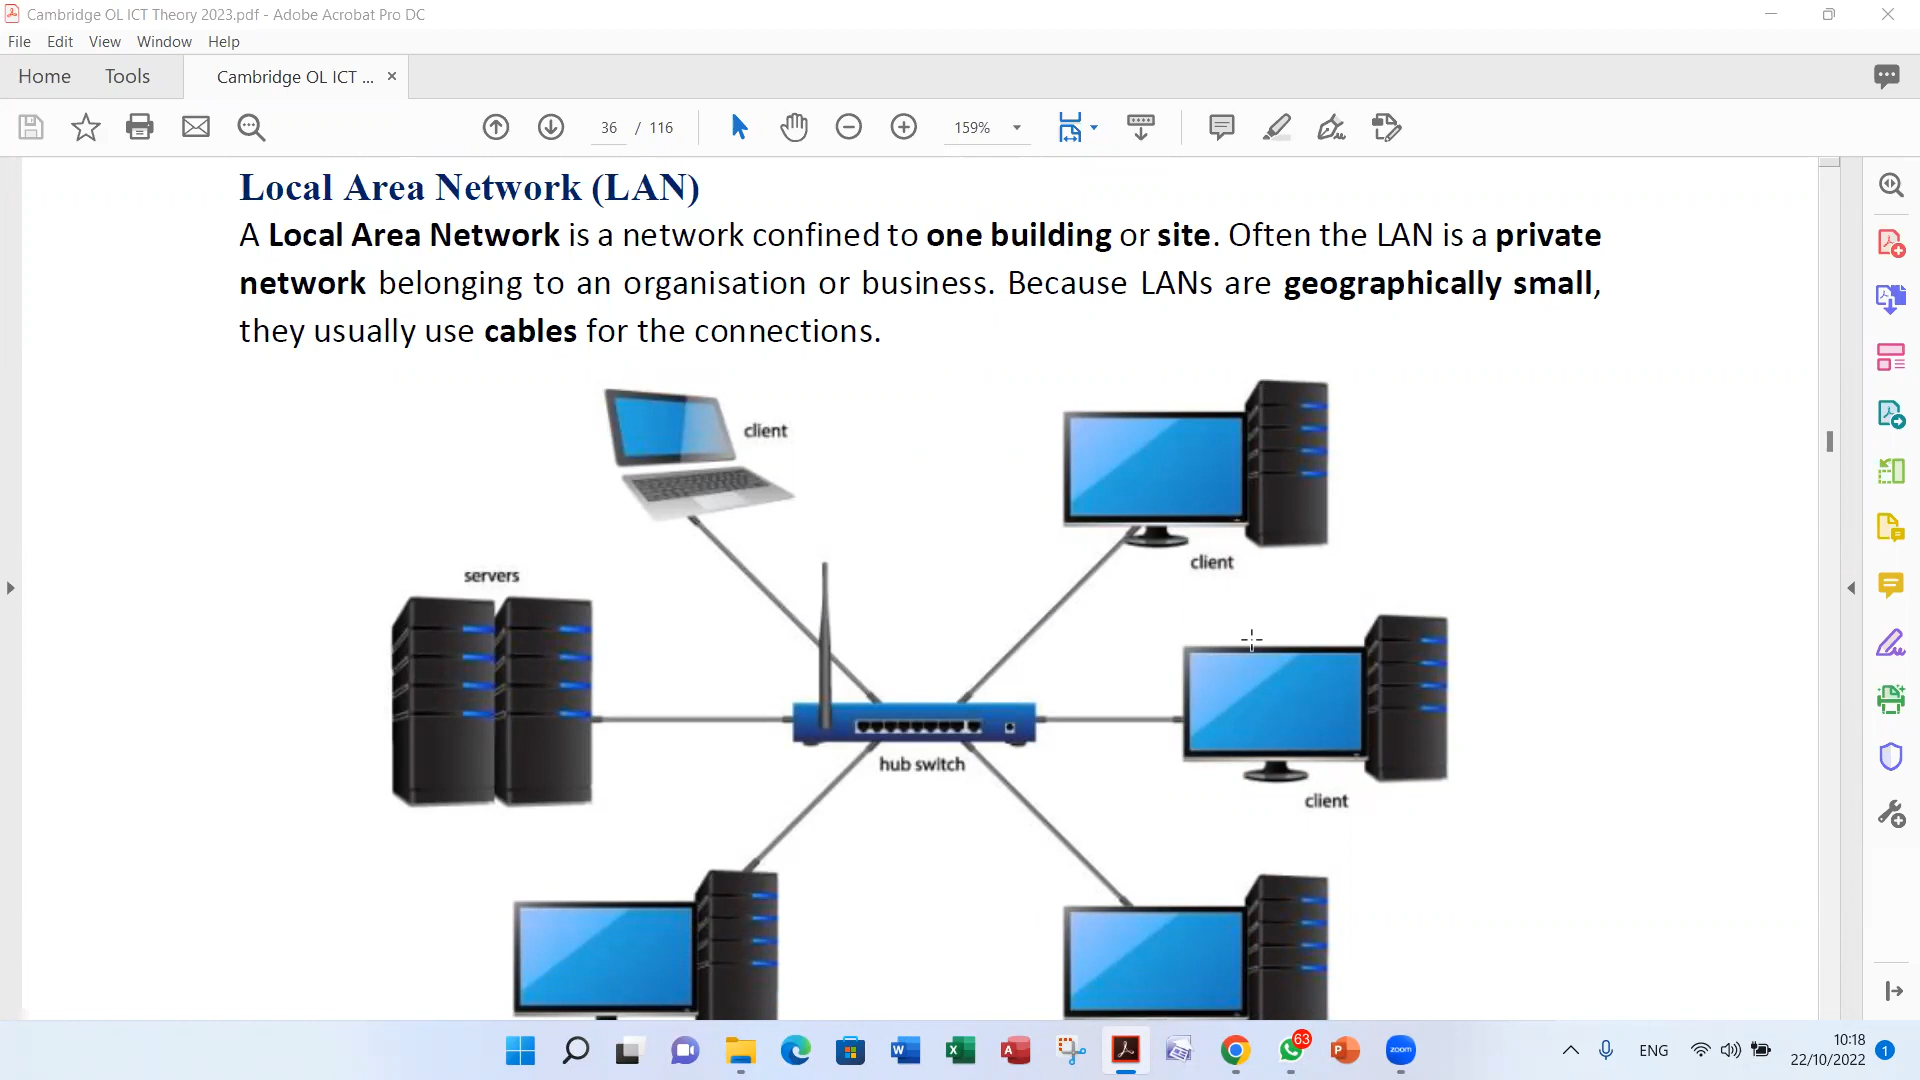 Cambridge OL ICT Theory 2023.pdf - Adobe Acrobat Pro DC
File Edit View Window Help
Home Tools Cambridge OL ICT ... ×
36 / 116 159%
Local Area Network (LAN)
A Local Area Network is a network confined to one building or site. Often the LAN is a private
network belonging to an organisation or business. Because LANs are geographically small,
they usually use cables for the connections.
client
client
servers
hub switch
client
63
zoom
ENG
10:18
22/10/2022
1